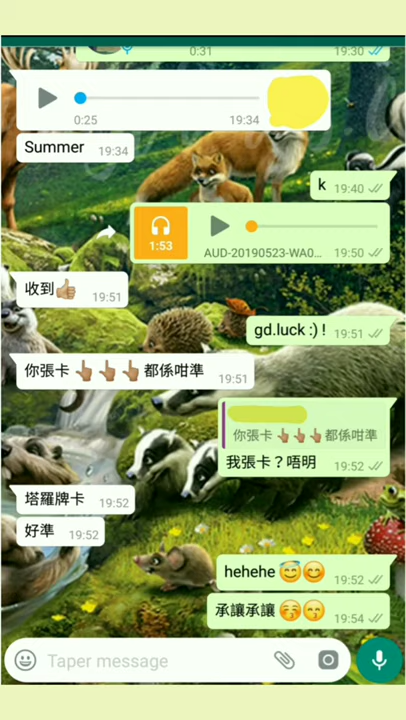 0:31 19:30
0:25 19:34
Summer 19:34
k 19:40
1:53
AUD-20190523-WA0... 19:50
收到👍🏽 19:51
gd.luck :) ! 19:51
你張卡 👆🏽👆🏽👆🏽 都係咁準 19:51
你張卡 👆🏽👆🏽👆🏽 都係咁準
我張卡？唔明 19:52
塔羅牌卡 19:52
好準 19:52
hehehe 😇😊 19:52
承讓承讓 😚😙 19:54
Taper message